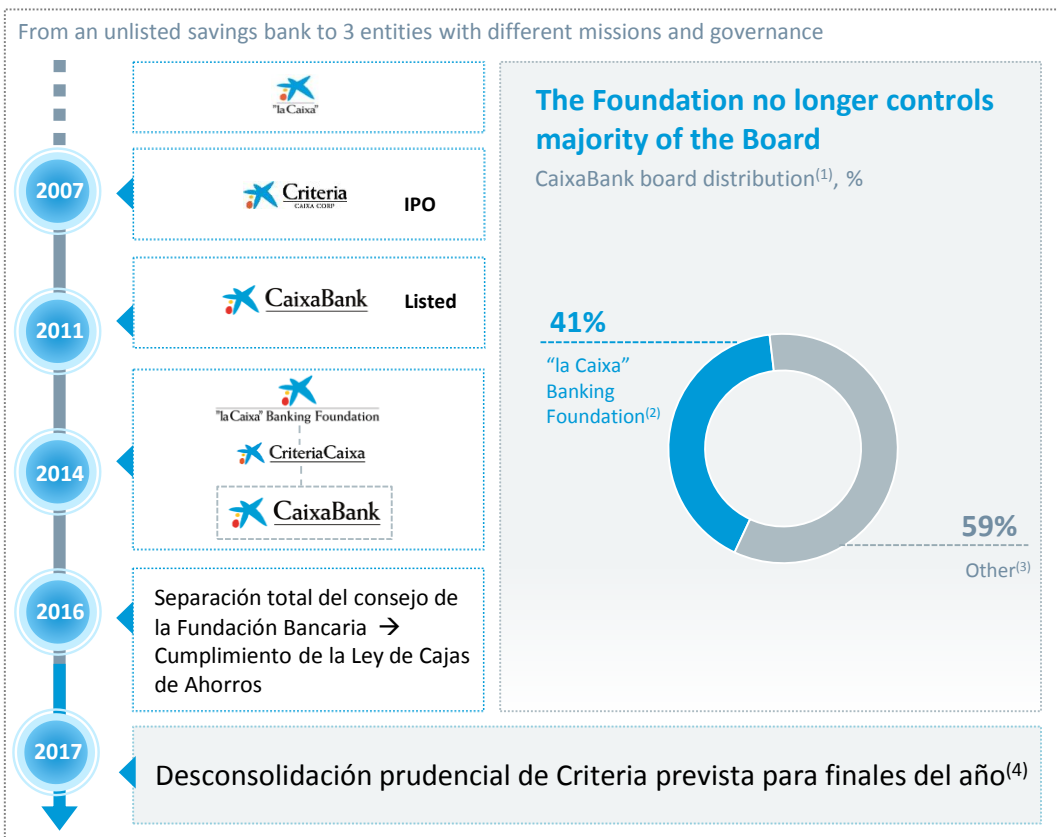 From an unlisted savings bank to 3 entities with different missions and governance
"la Caixa"
2007
Criteria
CAIXA CORP
IPO
2011
CaixaBank
Listed
2014
"la Caixa" Banking Foundation
CriteriaCaixa
CaixaBank
2016
Separación total del consejo de
la Fundación Bancaria →
Cumplimiento de la Ley de Cajas
de Ahorros
2017
Desconsolidación prudencial de Criteria prevista para finales del año(4)
The Foundation no longer controls
majority of the Board
CaixaBank board distribution(1), %
41%
“la Caixa”
Banking
Foundation(2)
59%
Other(3)